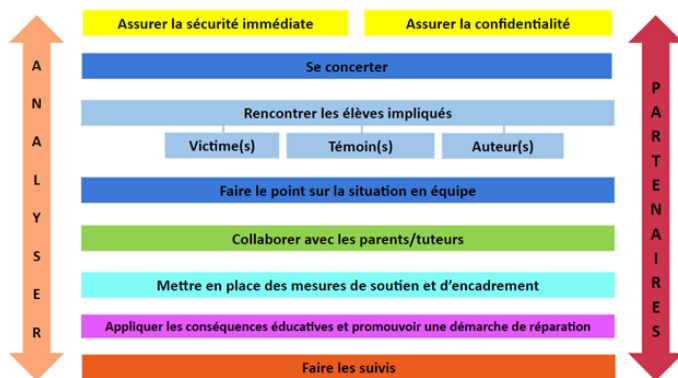 Assurer la sécurité immédiate
Assurer la confidentialité
ANALYSER
PARTENAIRES
Se concerter
Rencontrer les élèves impliqués
Victime(s)
Témoin(s)
Auteur(s)
Faire le point sur la situation en équipe
Collaborer avec les parents/tuteurs
Mettre en place des mesures de soutien et d'encadrement
Appliquer les conséquences éducatives et promouvoir une démarche de réparation
Faire les suivis